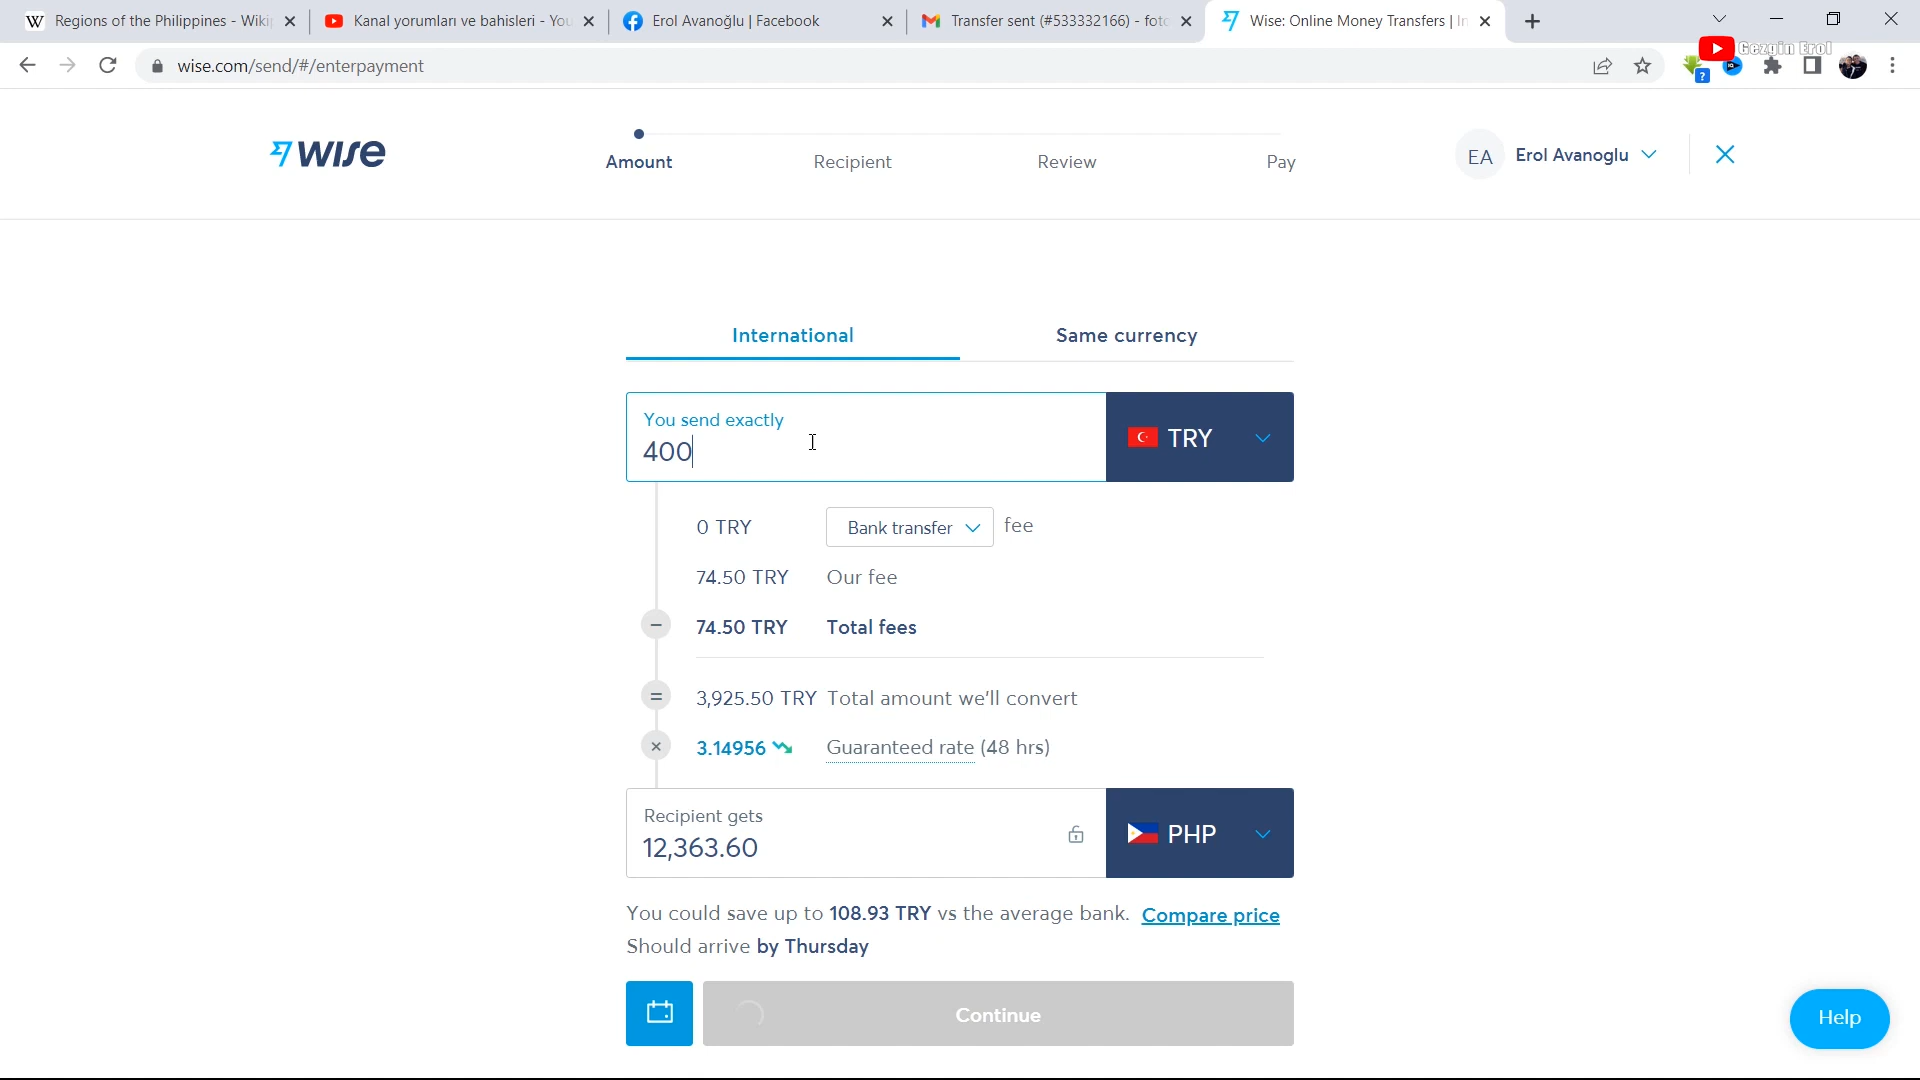 Regions of the Philippines - Wiki
Kanal yorumları ve bahisleri - You
Erol Avanoğlu | Facebook
Transfer sent (#533332166) - foto
Wise: Online Money Transfers | In
wise.com/send/#/enterpayment
Gezgin Erol
WISE
Amount
Recipient
Review
Pay
EA
Erol Avanoglu
International
Same currency
You send exactly
400
TRY
0 TRY
Bank transfer
fee
74.50 TRY
Our fee
74.50 TRY
Total fees
3,925.50 TRY
Total amount we'll convert
3.14956
Guaranteed rate (48 hrs)
Recipient gets
12,363.60
PHP
You could save up to 108.93 TRY vs the average bank. Compare price
Should arrive by Thursday
Continue
Help